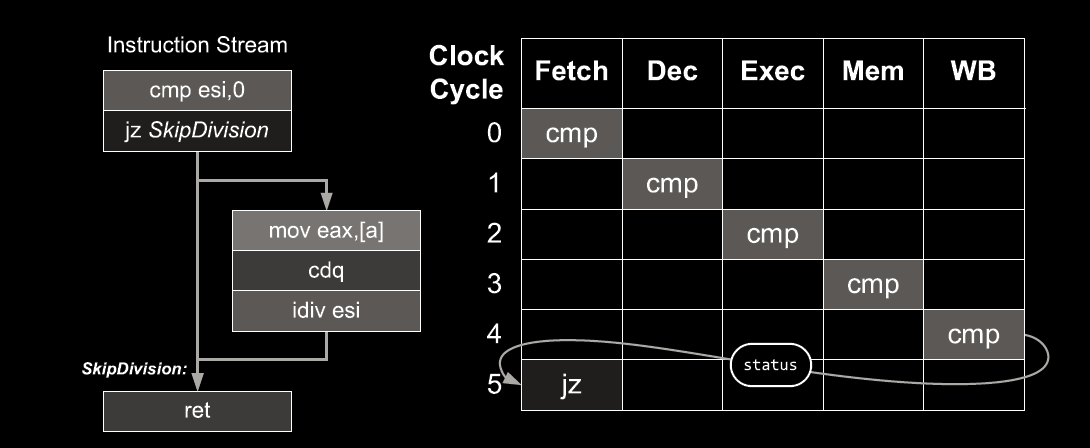 Instruction Stream
cmp esi,0
jz SkipDivision
mov eax,[a]
cdq
idiv esi
SkipDivision:
ret
Clock
Cycle
Fetch Dec Exec Mem WB
0 cmp
1 cmp
2 cmp
3 cmp
4 cmp
status
5 jz